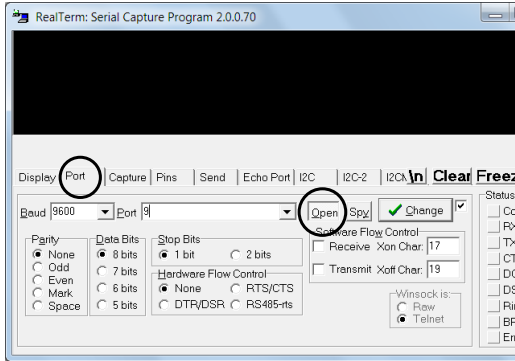 RealTerm: Serial Capture Program 2.0.0.70
Display Port Capture Pins Send Echo Port I2C I2C-2 \n Clear
Status
Baud 9600 Port 9 Open Spy Change
Parity
None
Odd
Even
Mark
Space
Data Bits
8 bits
7 bits
6 bits
5 bits
Stop Bits
1 bit 2 bits
Hardware Flow Control
None RTS/CTS
DTR/DSR RS485-rts
Software Flow Control
Receive Xon Char: 17
Transmit Xoff Char: 19
Winsock is:
Raw
Telnet